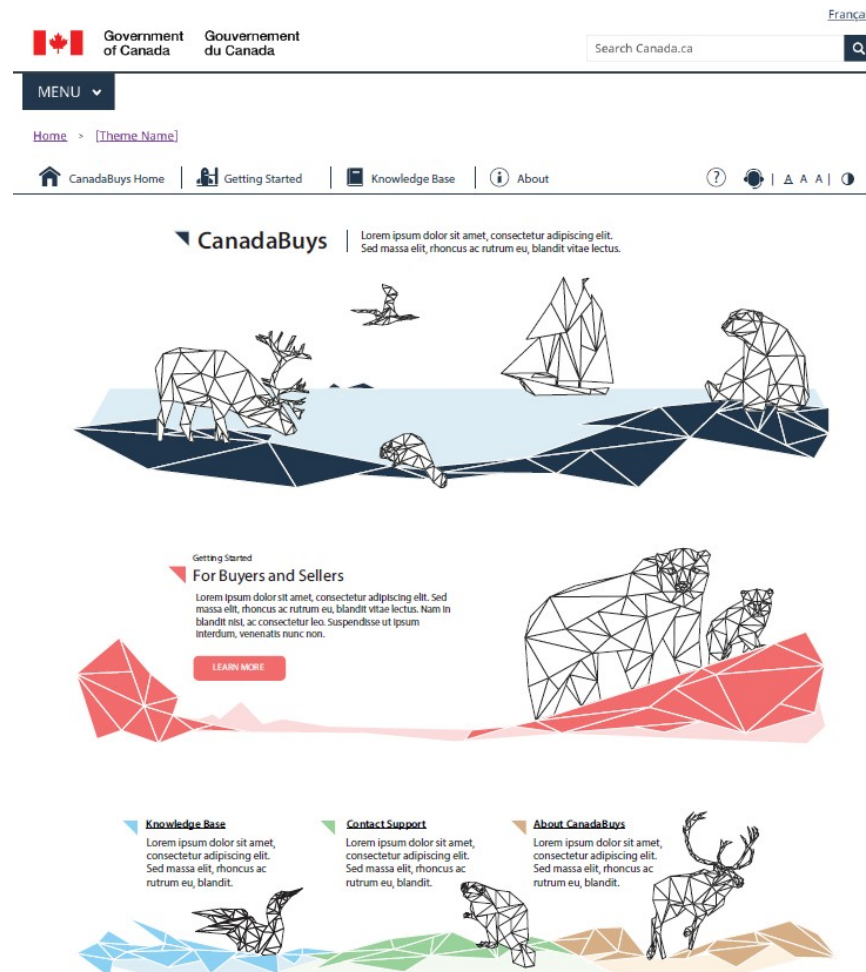 Françai
Government of Canada
Gouvernement du Canada
Search Canada.ca
MENU
Home > [Theme Name]
CanadaBuys Home
Getting Started
Knowledge Base
About
? | A A A |
CanadaBuys
Lorem ipsum dolor sit amet, consectetur adipiscing elit.
Sed massa elit, rhoncus ac rutrum eu, blandit vitae lectus.
Getting Started
For Buyers and Sellers
Lorem ipsum dolor sit amet, consectetur adipiscing elit. Sed
massa elit, rhoncus ac rutrum eu, blandit vitae lectus. Nam in
blandit nisl, ac consectetur leo. Suspendisse ut ipsum
interdum, venenatis nunc non.
LEARN MORE
Knowledge Base
Lorem ipsum dolor sit amet,
consectetur adipiscing elit.
Sed massa elit, rhoncus ac
rutrum eu, blandit.
Contact Support
Lorem ipsum dolor sit amet,
consectetur adipiscing elit.
Sed massa elit, rhoncus ac
rutrum eu, blandit.
About CanadaBuys
Lorem ipsum dolor sit amet,
consectetur adipiscing elit.
Sed massa elit, rhoncus ac
rutrum eu, blandit.